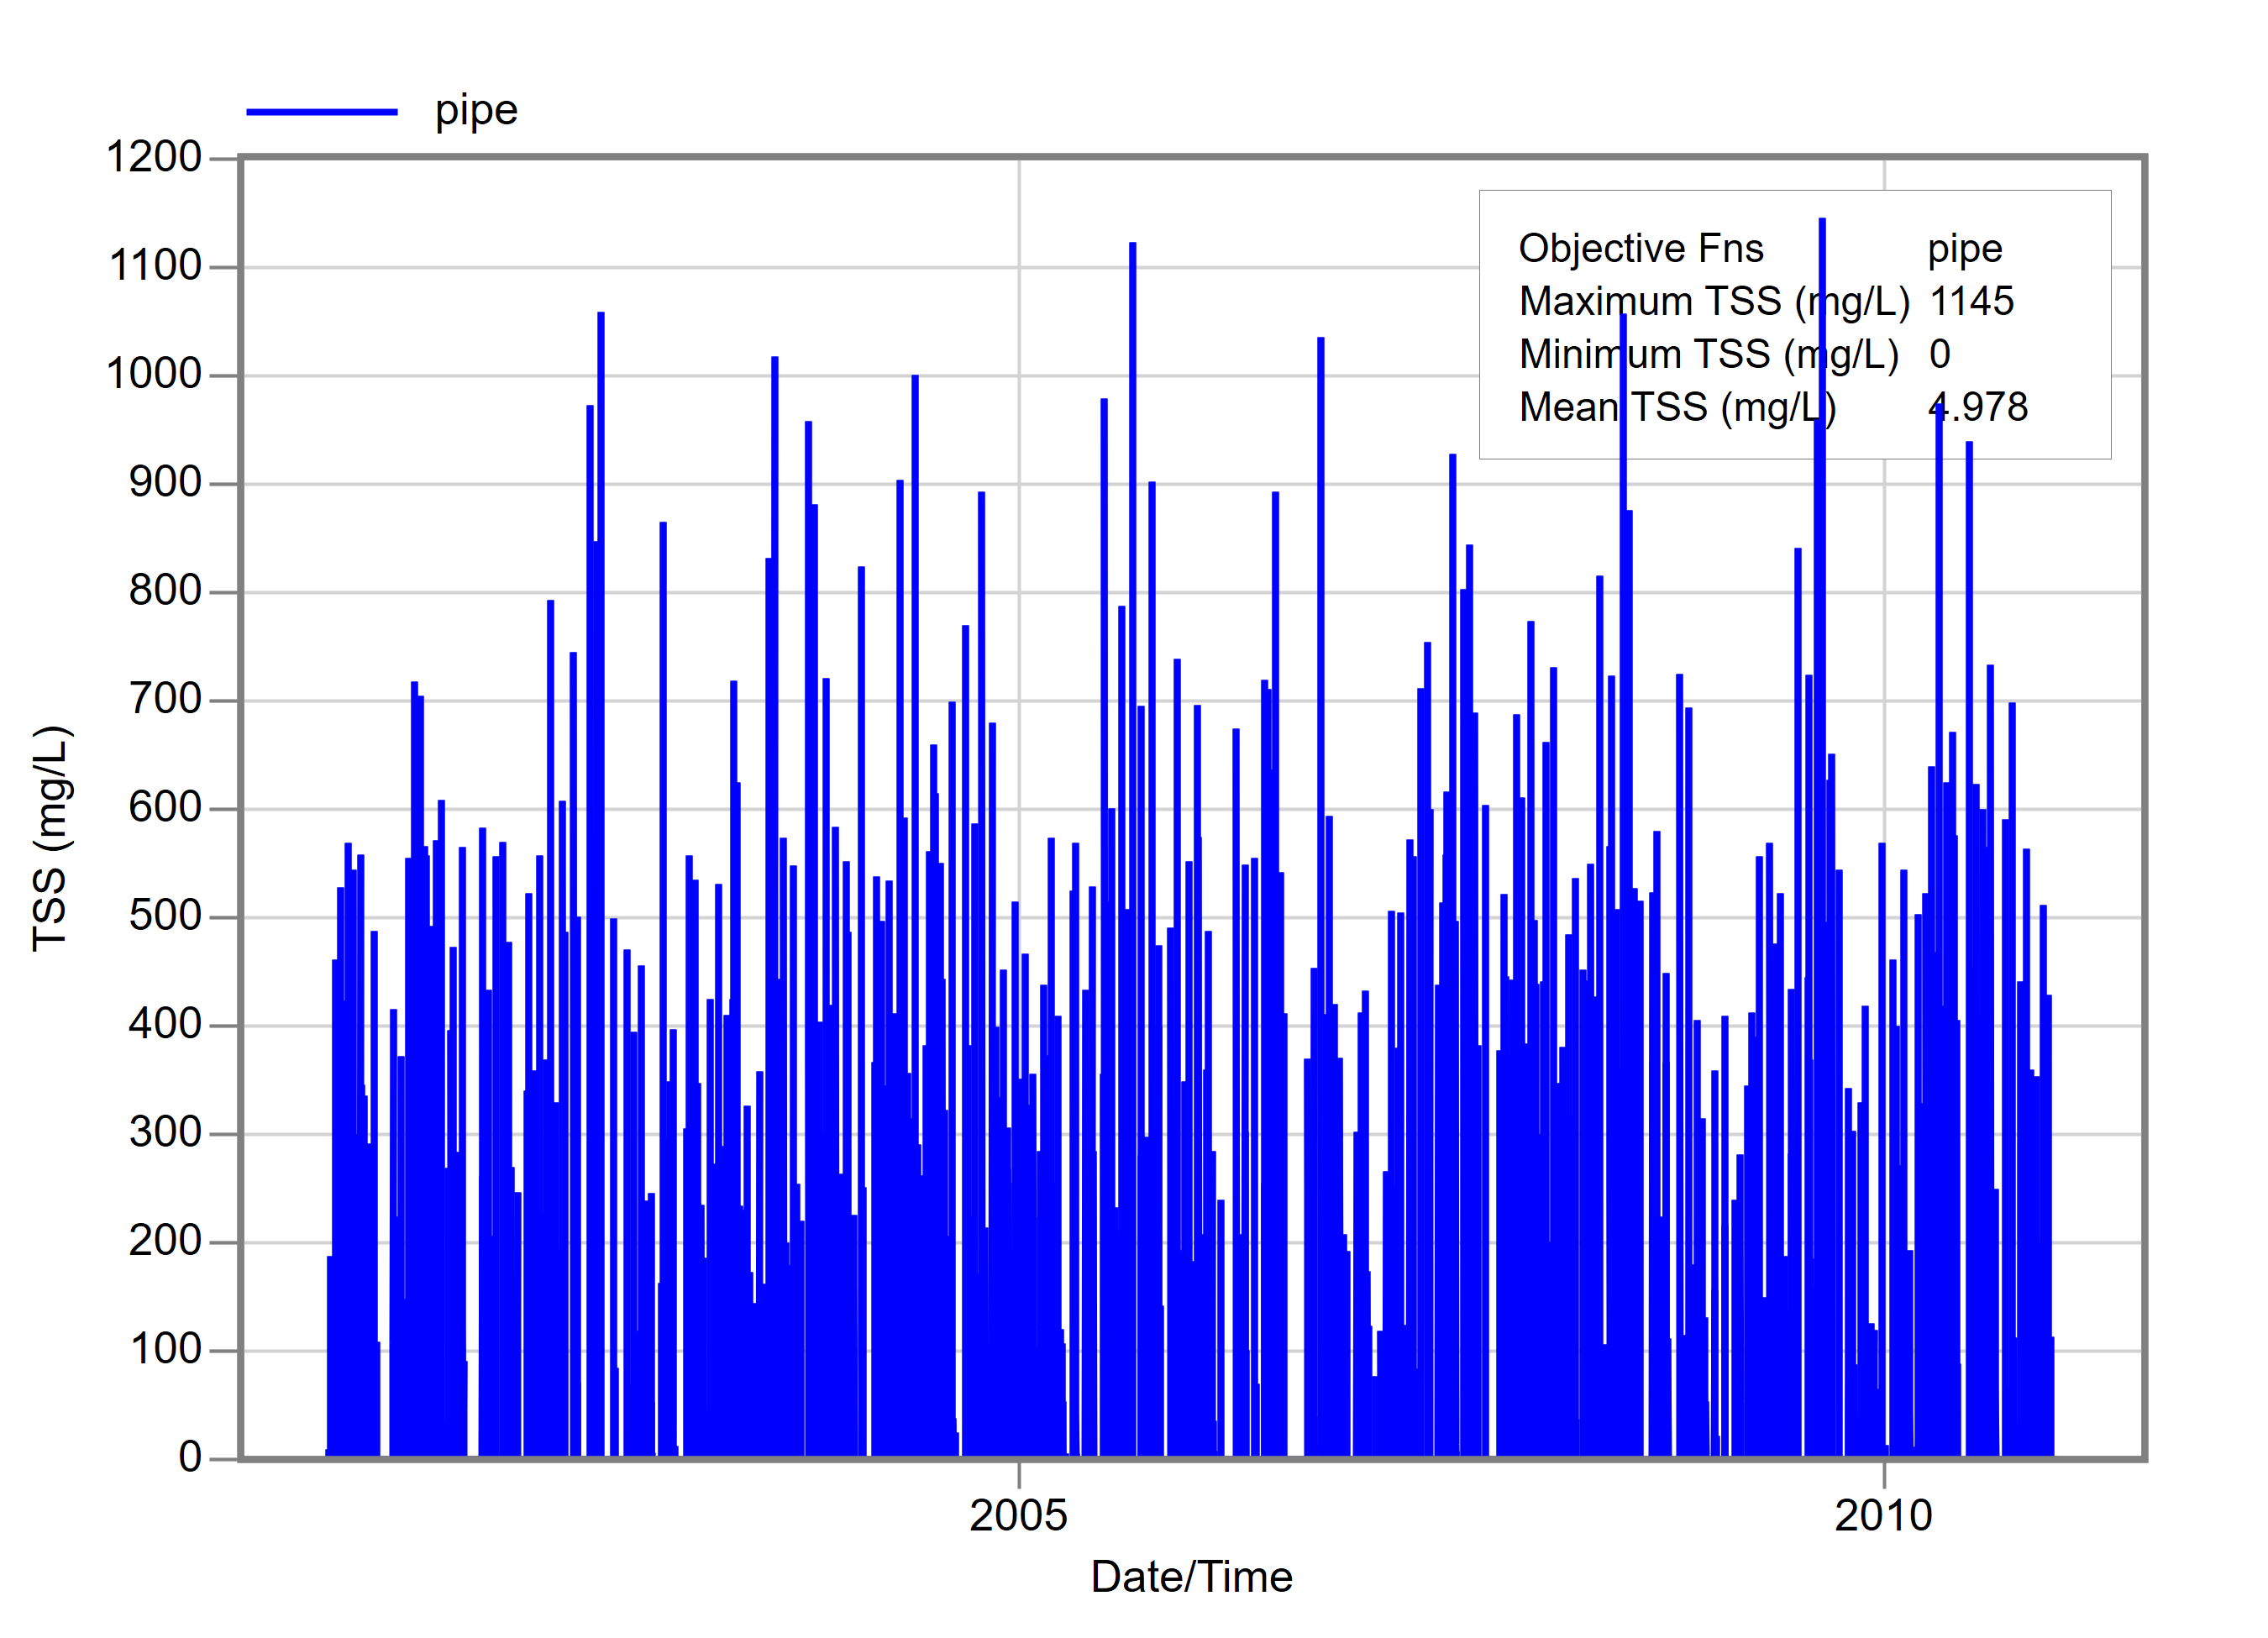 pipe
1200
1100
1000
900
800
700
600
500
400
300
200
100
0
TSS (mg/L)
Objective Fns pipe
Maximum TSS (mg/L) 1145
Minimum TSS (mg/L) 0
Mean TSS (mg/L) 4.978
2005 2010
Date/Time